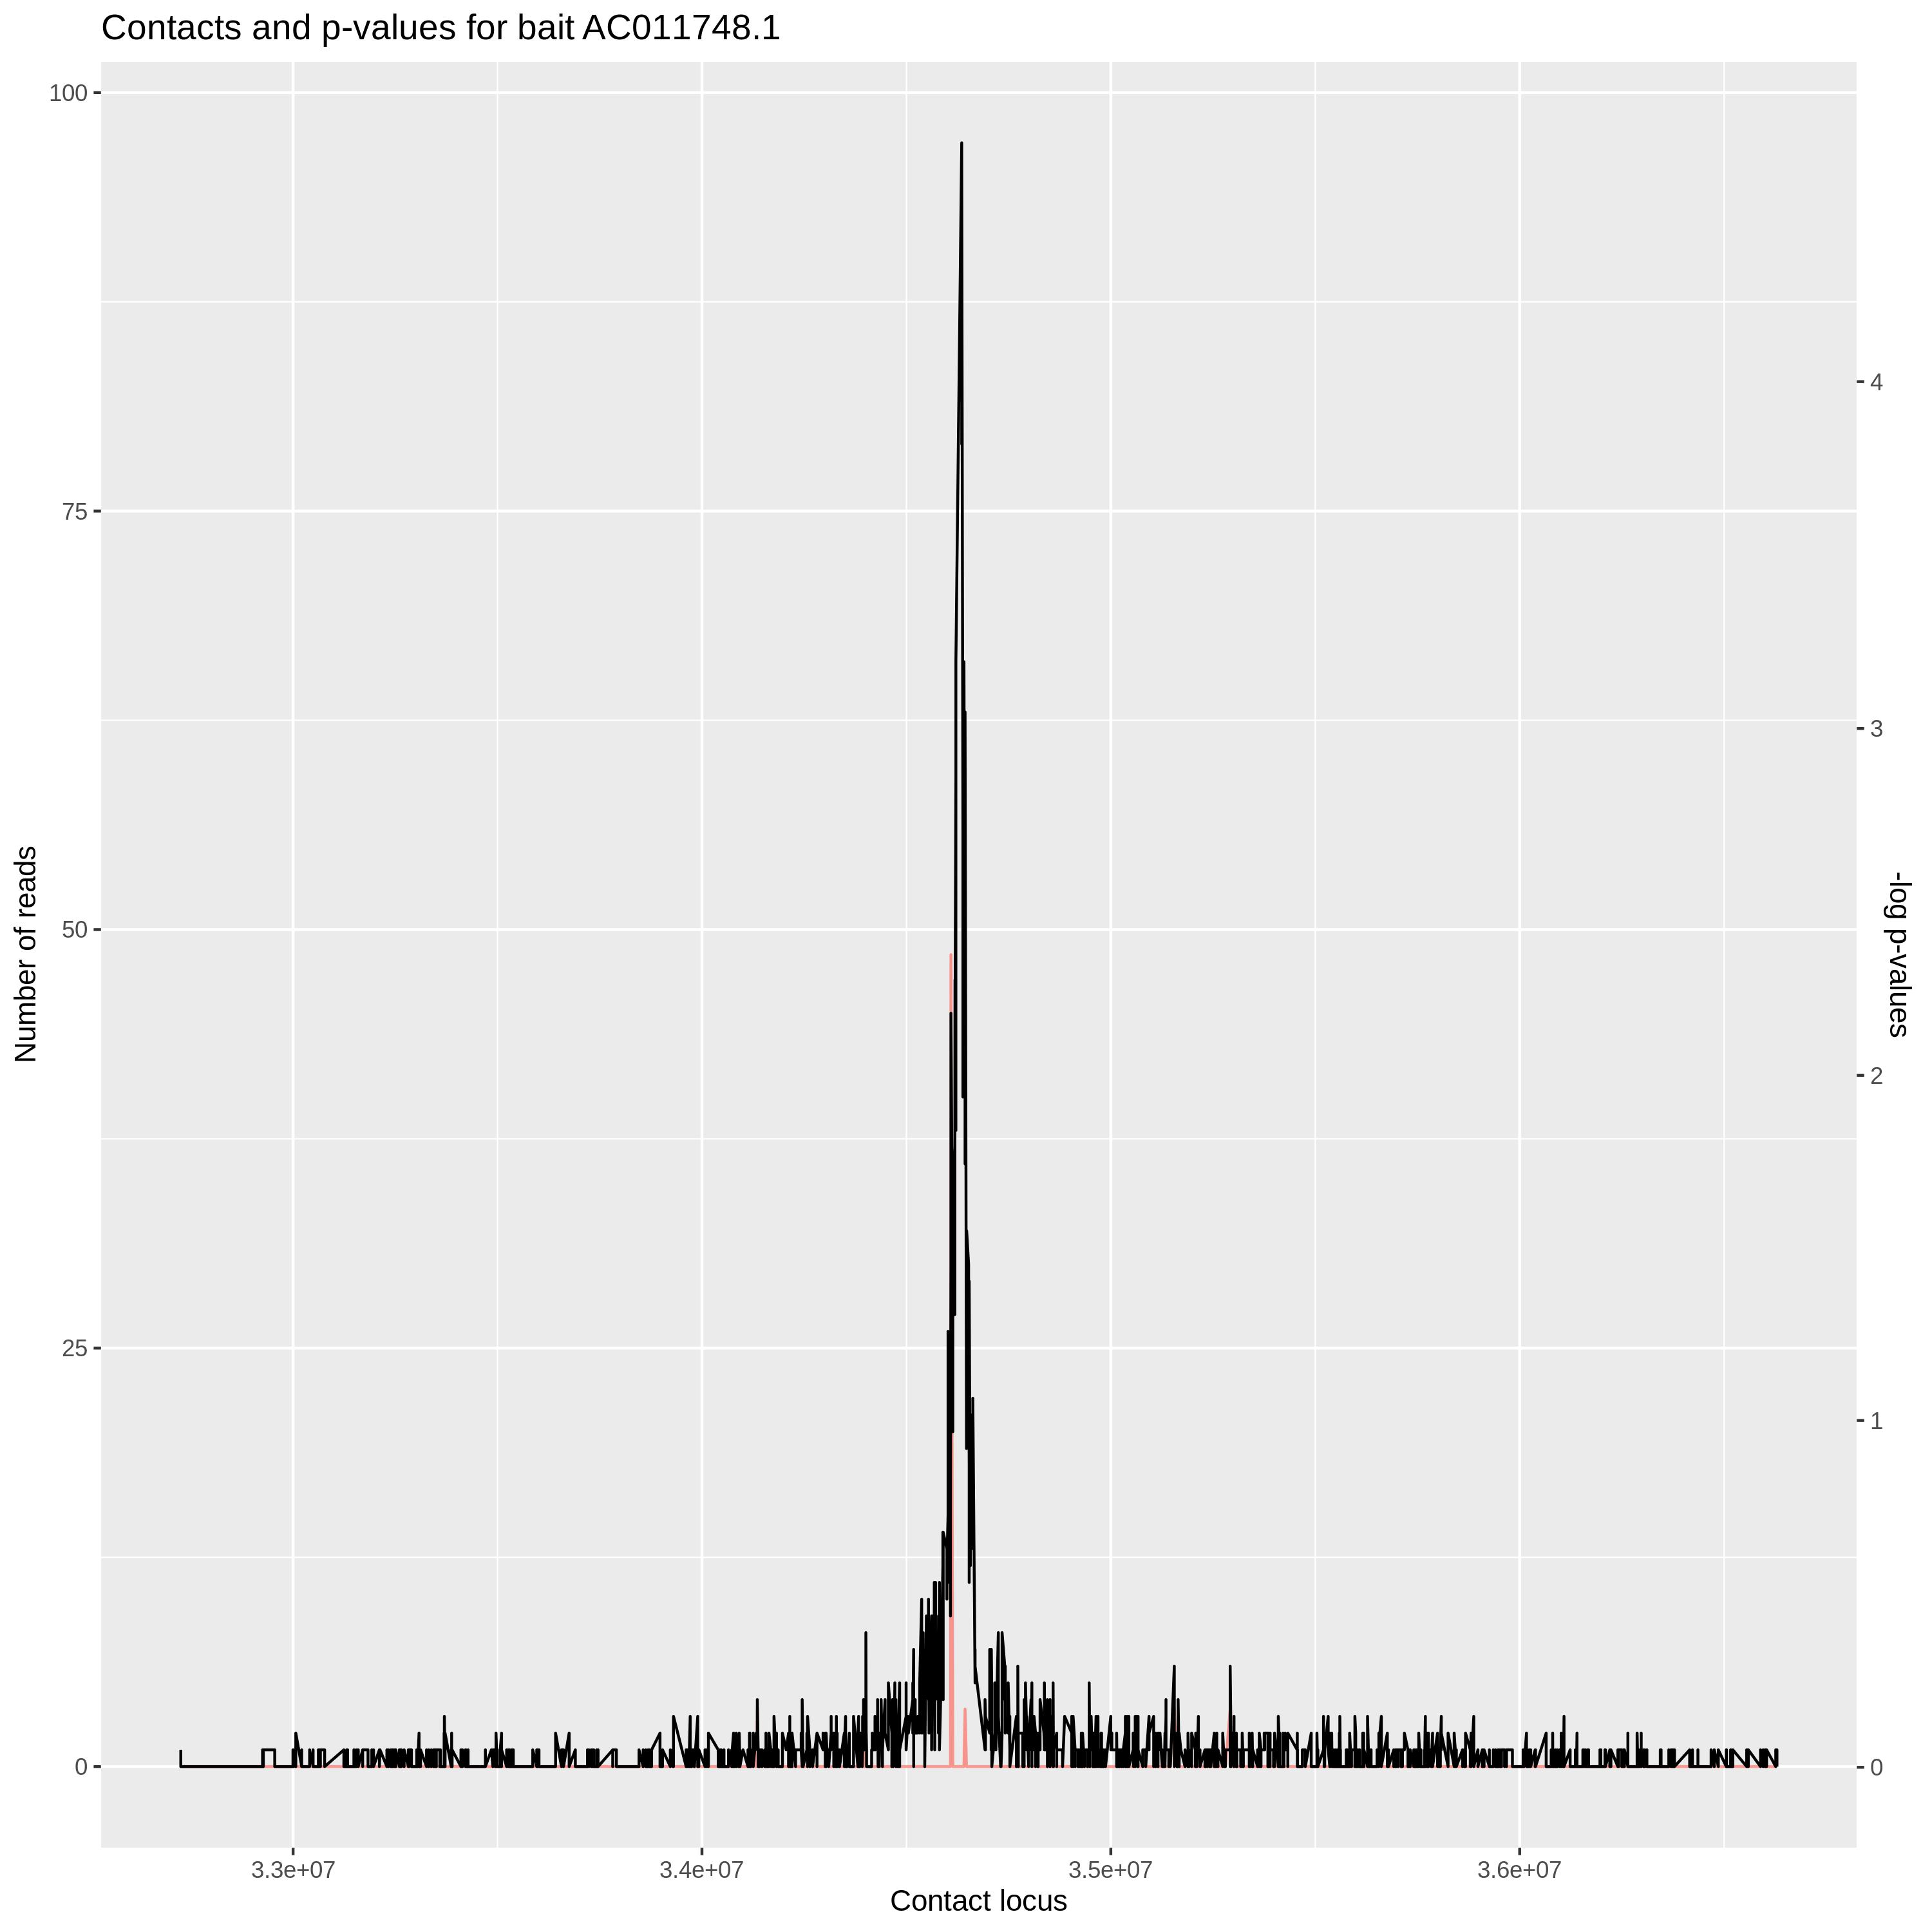 Contacts and p-values for bait AC011748.1
100
75
50
25
0
Number of reads
4
3
2
1
0
-log p-values
3.3e+07
3.4e+07
3.5e+07
3.6e+07
Contact locus